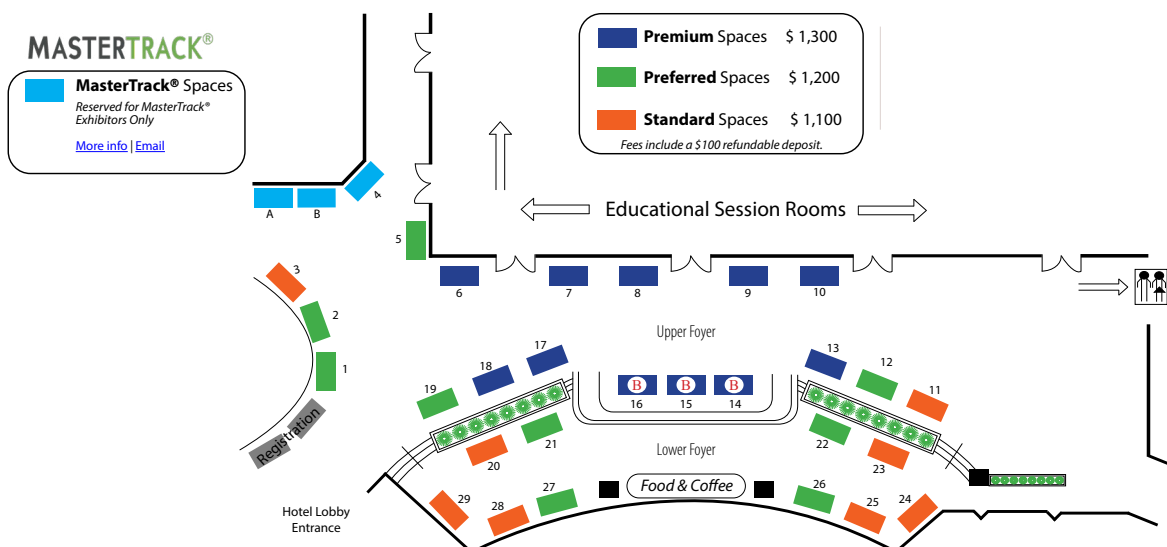 MASTERTRACK®
MasterTrack® Spaces
Reserved for MasterTrack®
Exhibitors Only
More info | Email
Premium Spaces $ 1,300
Preferred Spaces $ 1,200
Standard Spaces $ 1,100
Fees include a $100 refundable deposit.
A
B
4
5
Educational Session Rooms
6
7
8
9
10
3
2
1
Registration
Upper Foyer
17
18
19
13
12
11
B
B
B
16
15
14
21
20
22
23
Lower Foyer
Food & Coffee
29
28
27
26
25
24
Hotel Lobby
Entrance